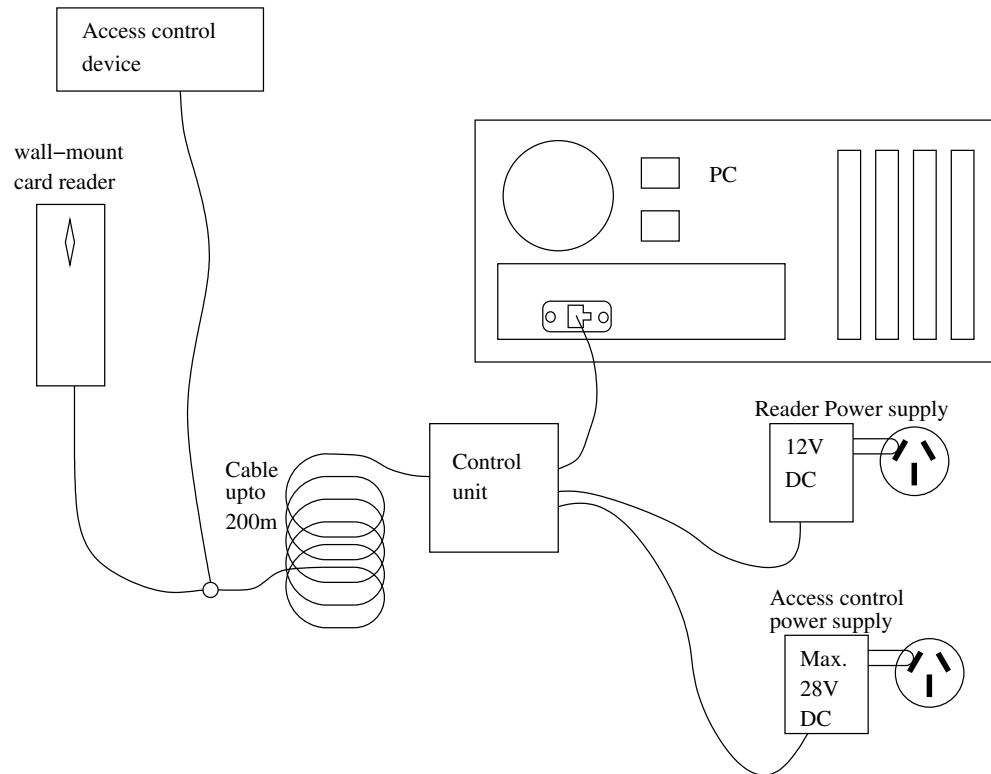 Access control
device
wall−mount
card reader
PC
Reader Power supply
12V
DC
Cable
upto
200m
Control
unit
Access control
power supply
Max.
28V
DC